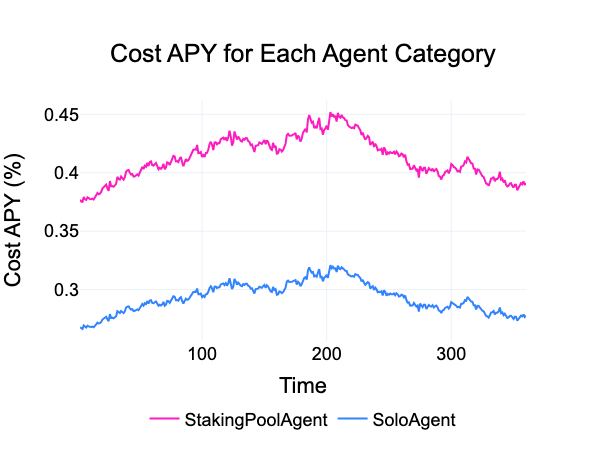 Cost APY for Each Agent Category
Cost APY (%)
0.45
0.4
0.35
0.3
100 200 300
Time
StakingPoolAgent SoloAgent